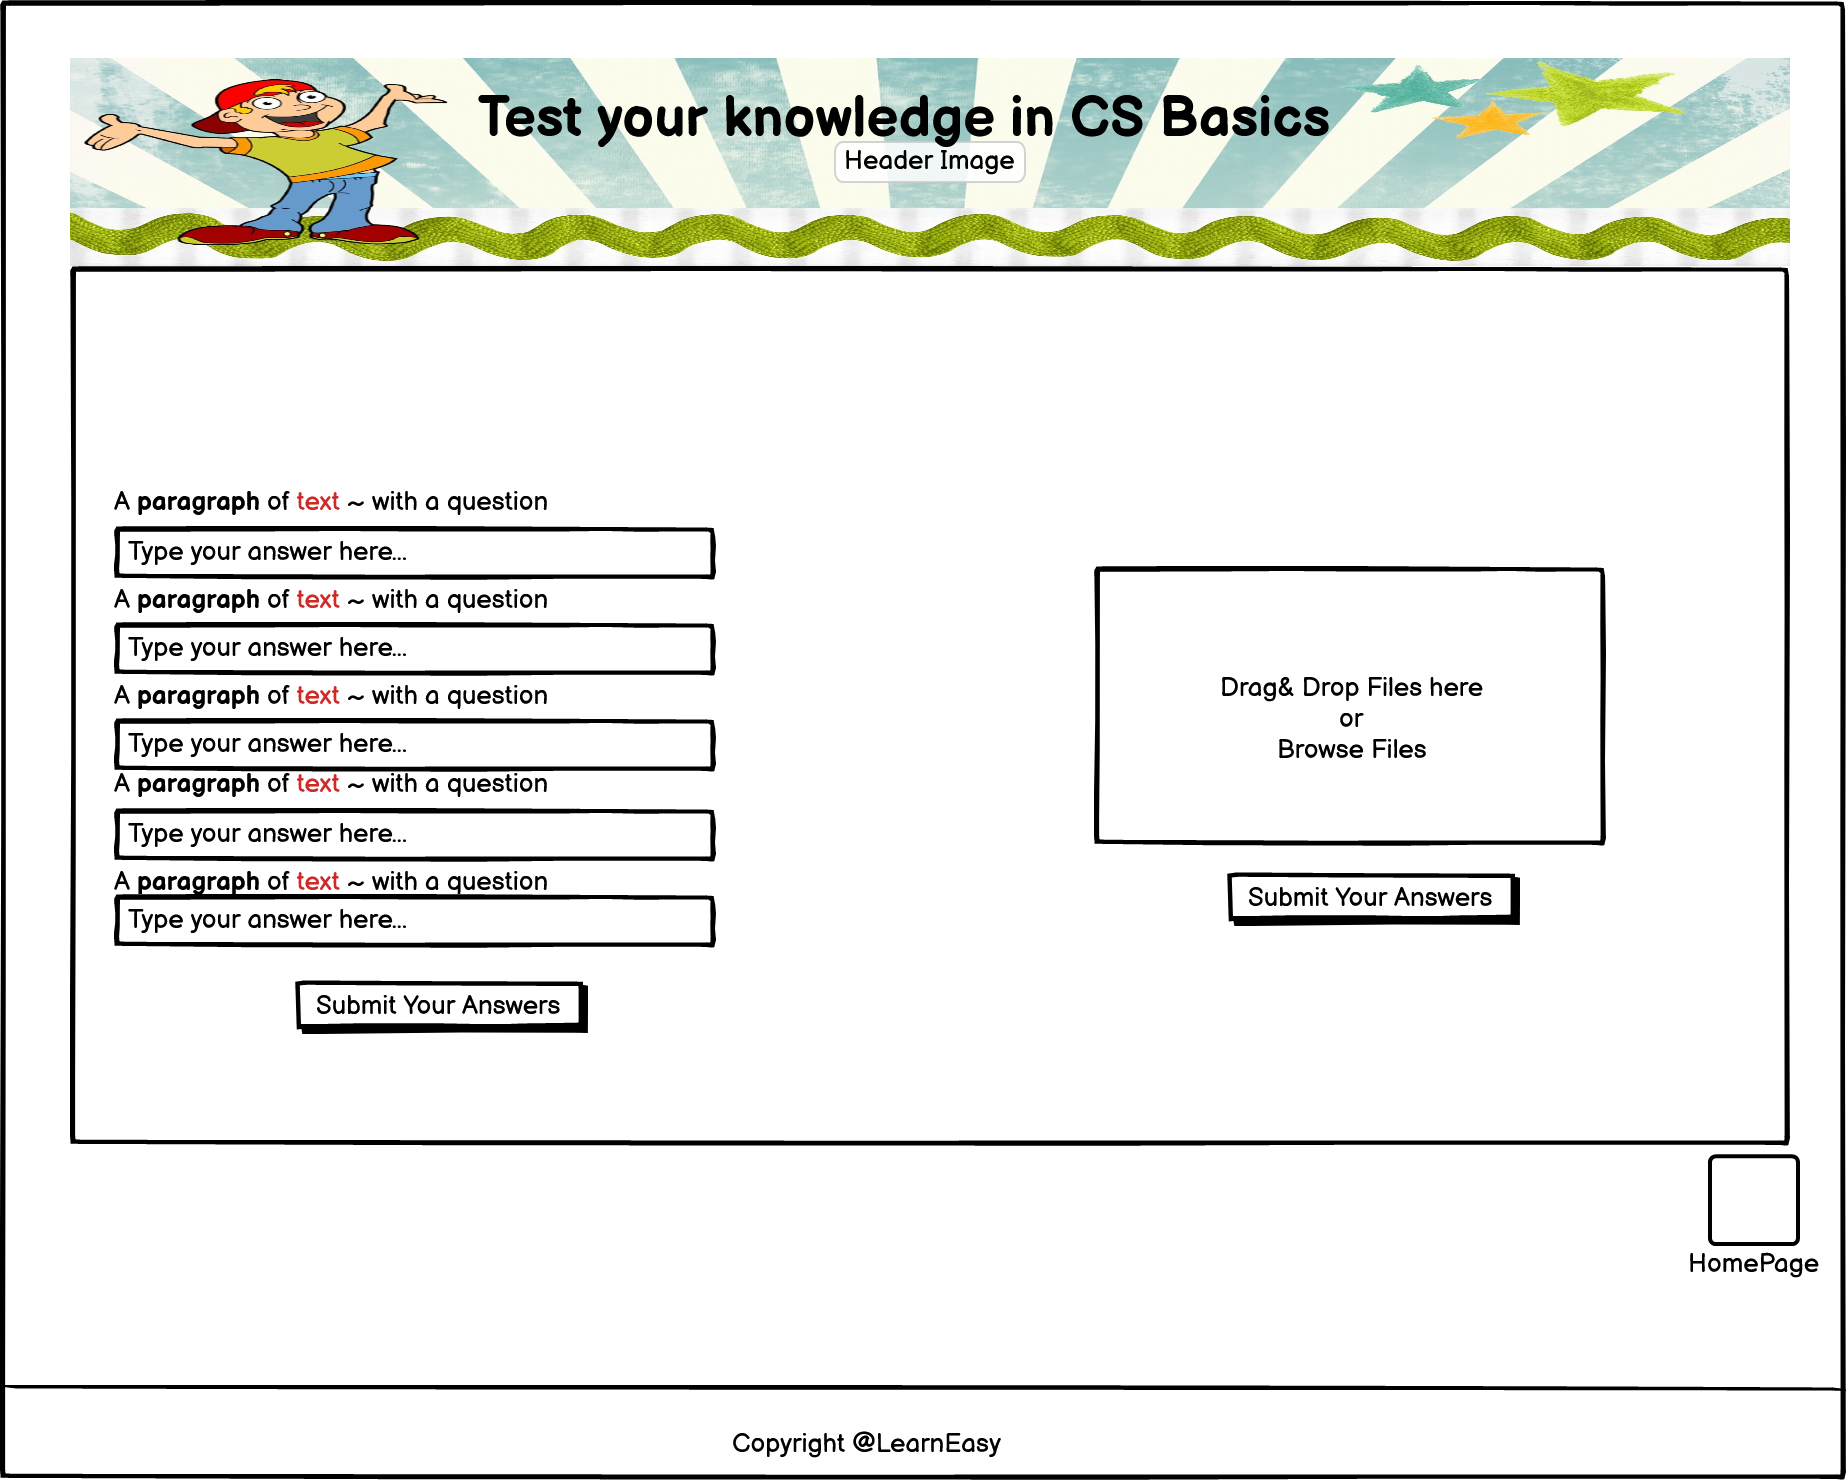 Test your knowledge in CS Basics
Header Image
A paragraph of text ~ with a question
Type your answer here...
A paragraph of text ~ with a question
Type your answer here...
A paragraph of text ~ with a question
Type your answer here...
A paragraph of text ~ with a question
Type your answer here...
A paragraph of text ~ with a question
Type your answer here...
Submit Your Answers
Drag& Drop Files here
or
Browse Files
Submit Your Answers
HomePage
Copyright @LearnEasy